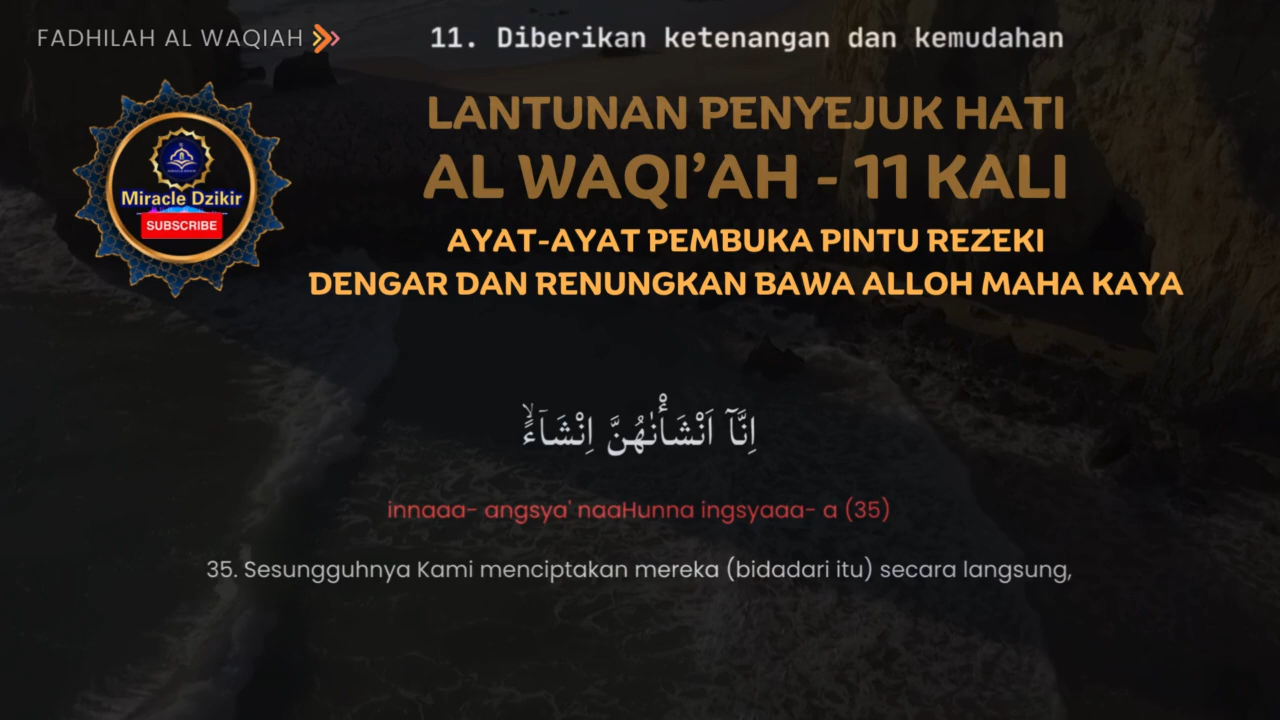 FADHILAH AL WAQIAH
11. Diberikan ketenangan dan kemudahan
Miracle Dzikir
SUBSCRIBE
LANTUNAN PENYEJUK HATI
AL WAQI'AH - 11 KALI
AYAT-AYAT PEMBUKA PINTU REZEKI
DENGAR DAN RENUNGKAN BAWA ALLOH MAHA KAYA
اِنَّآ اَنْشَأْنٰهُنَّ اِنْشَاۤءًۙ
innaaa- angsya' naaHunna ingsyaaa- a (35)
35. Sesungguhnya Kami menciptakan mereka (bidadari itu) secara langsung,